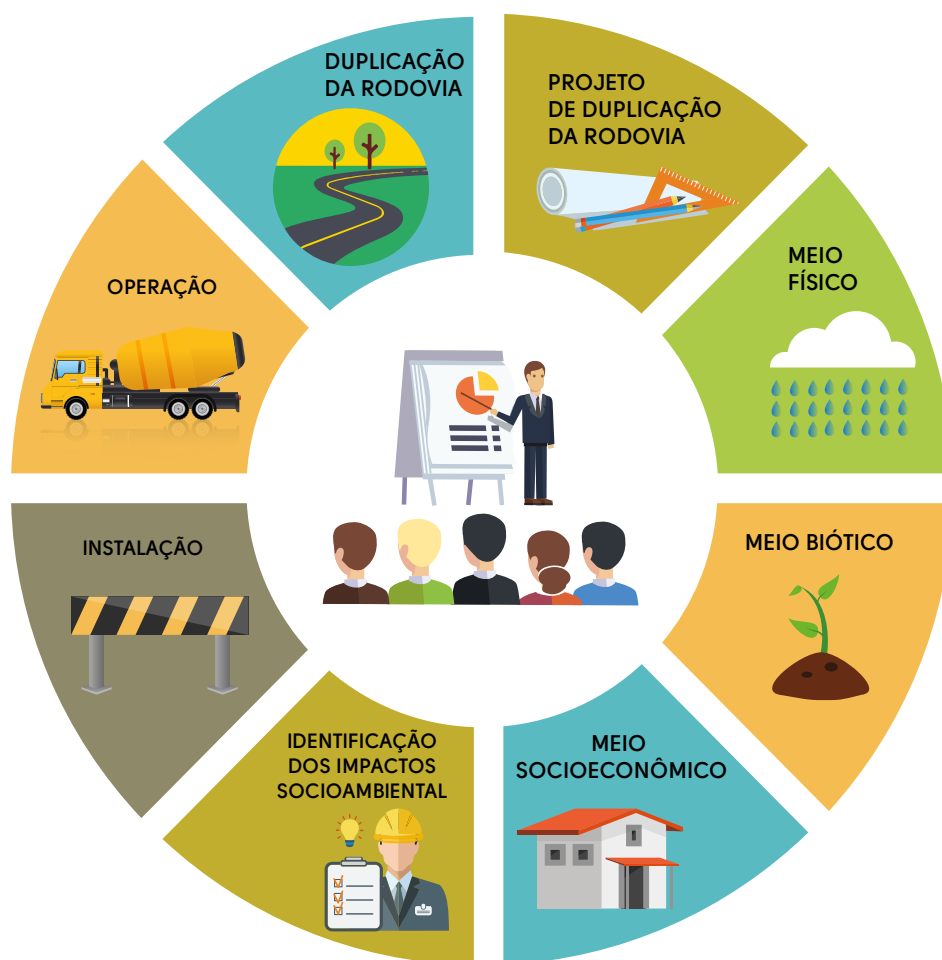 DUPLICAÇÃO
DA RODOVIA
PROJETO
DE DUPLICAÇÃO
DA RODOVIA
MEIO
FÍSICO
MEIO BIÓTICO
MEIO
SOCIOECONÔMICO
IDENTIFICAÇÃO
DOS IMPACTOS
SOCIOAMBIENTAL
INSTALAÇÃO
OPERAÇÃO